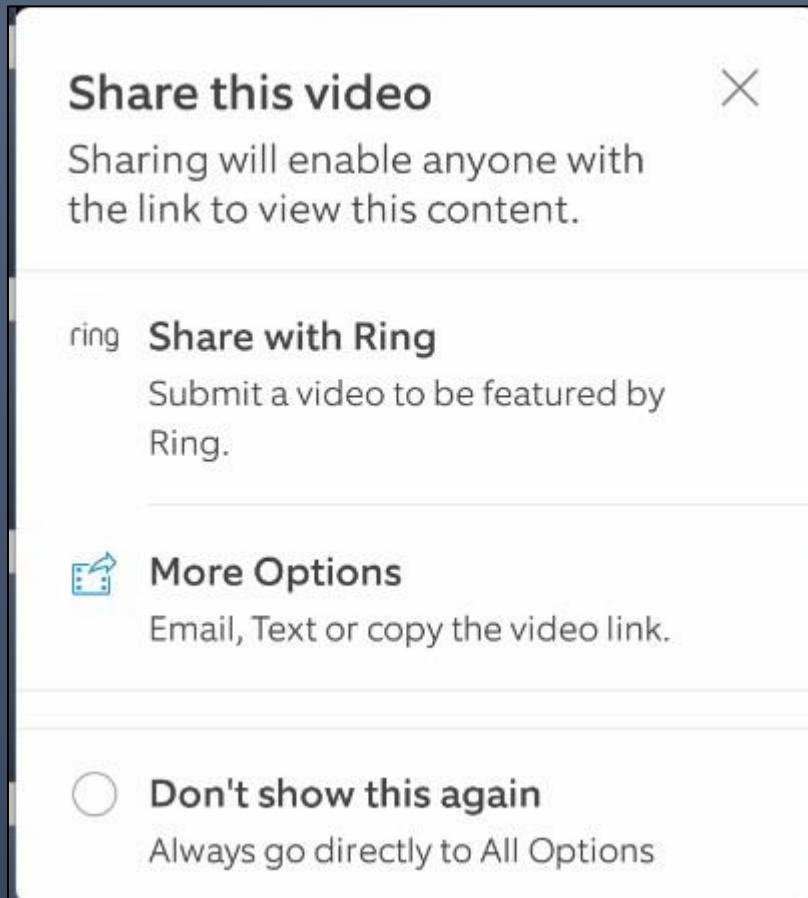 Share this video
Sharing will enable anyone with
the link to view this content.
ring Share with Ring
Submit a video to be featured by
Ring.
More Options
Email, Text or copy the video link.
Don't show this again
Always go directly to All Options